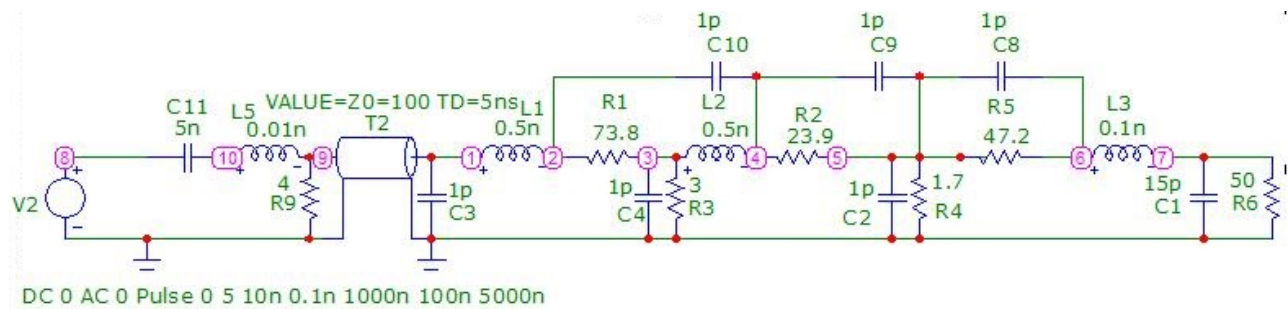 1p 1p 1p
C10 C9 C8
C11 L5 VALUE=Z0=100 TD=5ns L1 R1 L2 R2 R5 L3
5n 0.01n T2 0.5n 73.8 0.5n 23.9 47.2 0.1n
8 10 9 1 2 3 4 5 6 7
+ + - + - + - + -
V2 4 1p 1p 3 1p 1.7 15p 50
- R9 C3 C4 R3 C2 R4 C1 R6
DC 0 AC 0 Pulse 0 5 10n 0.1n 1000n 100n 5000n